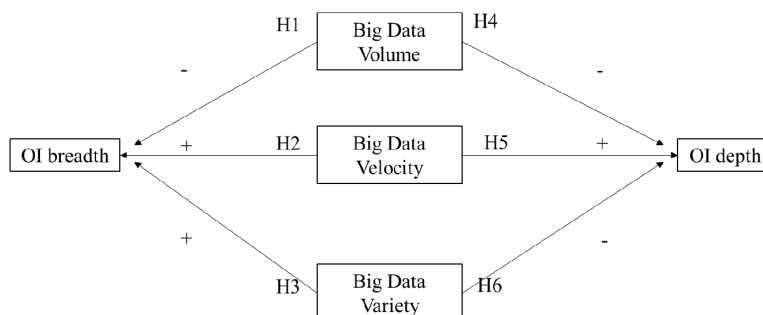 H1
Big Data
Volume
H4
-
-
OI breadth
+
H2
Big Data
Velocity
H5
+
OI depth
+
H3
Big Data
Variety
H6
-